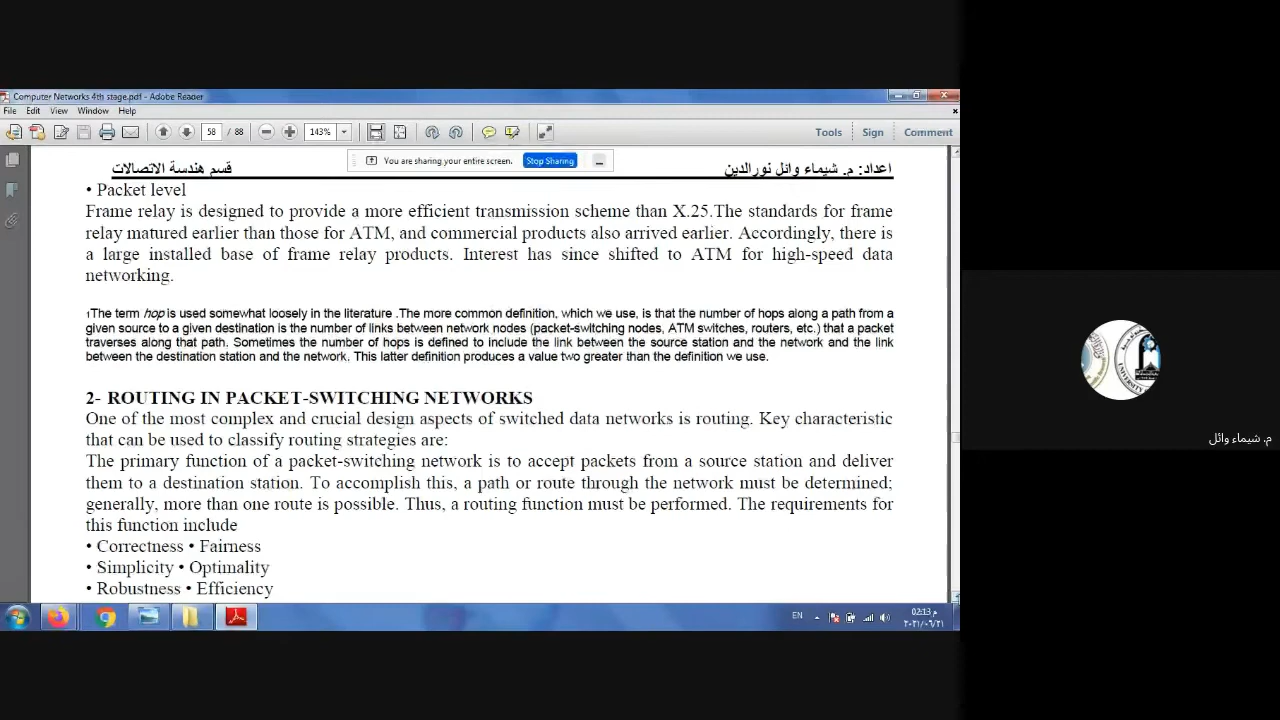 Computer Networks 4th stage.pdf - Adobe Reader
File Edit View Window Help
58 / 88 143% Tools Sign Comment
You are sharing your entire screen. Stop Sharing
قسم هندسة الاتصالات اعداد: م. شيماء وائل نورالدين
• Packet level
Frame relay is designed to provide a more efficient transmission scheme than X.25.The standards for frame
relay matured earlier than those for ATM, and commercial products also arrived earlier. Accordingly, there is
a large installed base of frame relay products. Interest has since shifted to ATM for high-speed data
networking.
1The term hop is used somewhat loosely in the literature .The more common definition, which we use, is that the number of hops along a path from a
given source to a given destination is the number of links between network nodes (packet-switching nodes, ATM switches, routers, etc.) that a packet
traverses along that path. Sometimes the number of hops is defined to include the link between the source station and the network and the link
between the destination station and the network. This latter definition produces a value two greater than the definition we use.
2- ROUTING IN PACKET-SWITCHING NETWORKS
One of the most complex and crucial design aspects of switched data networks is routing. Key characteristic
that can be used to classify routing strategies are:
The primary function of a packet-switching network is to accept packets from a source station and deliver
them to a destination station. To accomplish this, a path or route through the network must be determined;
generally, more than one route is possible. Thus, a routing function must be performed. The requirements for
this function include
• Correctness • Fairness
• Simplicity • Optimality
• Robustness • Efficiency
EN
02:13 م
٢٠٢١/٠٦/٢١
م. شيماء وائل